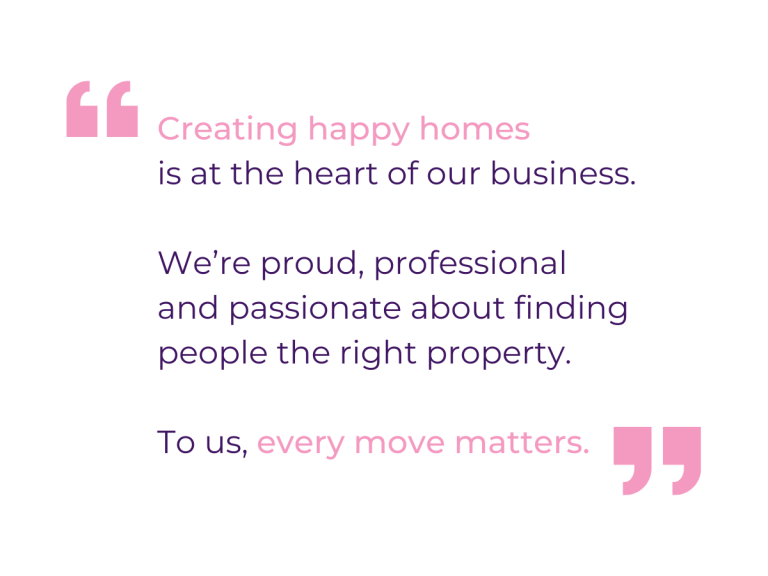 “
Creating happy homes
is at the heart of our business.
We’re proud, professional
and passionate about finding
people the right property.
To us, every move matters.
”